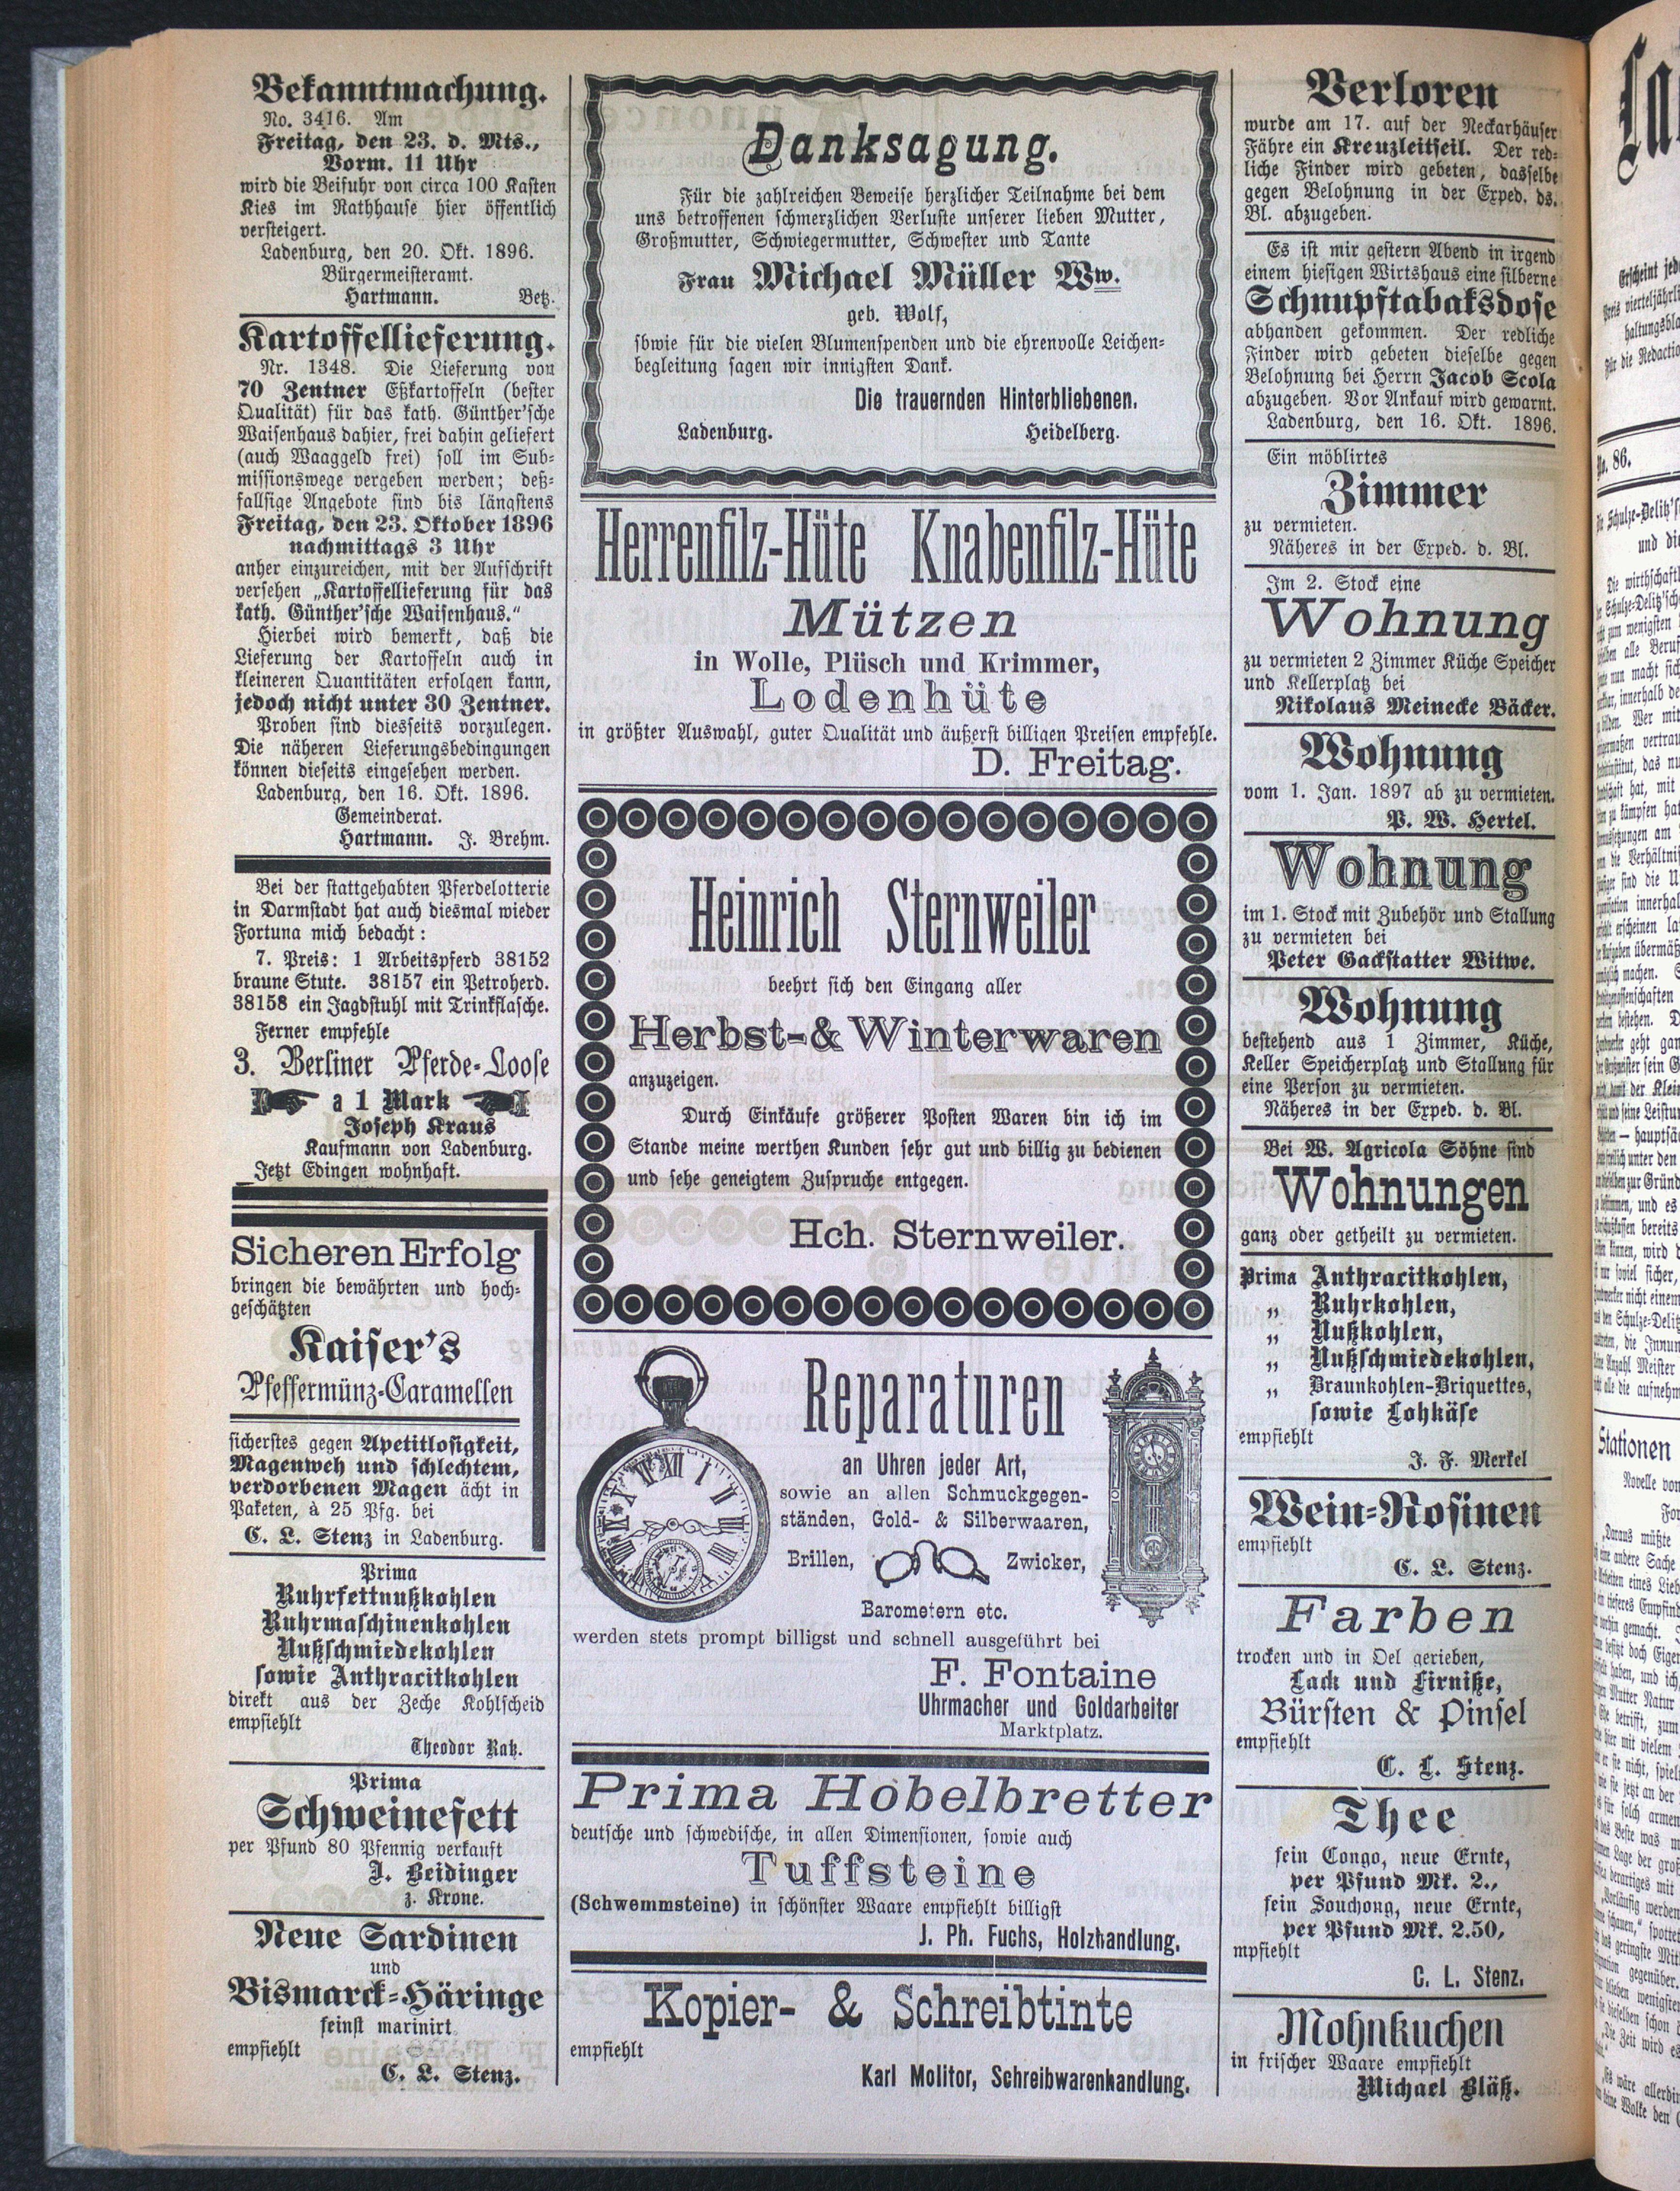 Bekanntmachung.
No. 3416. Am
Freitag, den 23. d. Mts.,
Vorm. 11 Uhr
wird die Beifuhr von circa 100 Kasten
Kies im Rathhause hier öffentlich
versteigert.
Ladenburg, den 20. Okt. 1896.
Bürgermeisteramt.
Hartmann. Betz.
Kartoffellieferung.
Nr. 1348. Die Lieferung von
70 Zentner Eßkartoffeln (bester
Qualität) für das kath. Günther'sche
Waisenhaus dahier, frei dahin geliefert
(auch Waaggeld frei) soll im Sub-
missionswege vergeben werden; deß-
fallsige Angebote sind bis längstens
Freitag, den 23. Oktober 1896
nachmittags 3 Uhr
anher einzureichen, mit der Aufschrift
versehen „Kartoffellieferung für das
kath. Günther'sche Waisenhaus."
Hierbei wird bemerkt, daß die
Lieferung der Kartoffeln auch in
kleineren Quantitäten erfolgen kann,
jedoch nicht unter 30 Zentner.
Proben sind diesseits vorzulegen.
Die näheren Lieferungsbedingungen
können dieseits eingesehen werden.
Ladenburg, den 16. Okt. 1896.
Gemeinderat.
Hartmann. J. Brehm.
Bei der stattgehabten Pferdelotterie
in Darmstadt hat auch diesmal wieder
Fortuna mich bedacht:
7. Preis: 1 Arbeitspferd 38152
braune Stute. 38157 ein Petroherd.
38158 ein Jagdstuhl mit Trinkflasche.
Ferner empfehle
3. Berliner Pferde-Loose
a 1 Mark
Joseph Kraus
Kaufmann von Ladenburg.
Jetzt Edingen wohnhaft.
Sicheren Erfolg
bringen die bewährten und hoch-
geschätzten
Kaiser's
Pfeffermünz-Caramellen
sicherstes gegen Apetitlosigkeit,
Magenweh und schlechtem,
verdorbenen Magen ächt in
Paketen, à 25 Pfg. bei
C. L. Stenz in Ladenburg.
Prima
Ruhrfettnußkohlen
Ruhrmaschinenkohlen
Nußschmiedekohlen
sowie Anthracitkohlen
direkt aus der Zeche Kohlscheid
empfiehlt
Theodor Ratz.
Prima
Schweinefett
per Pfund 80 Pfennig verkauft
J. Beidinger
z. Krone.
Neue Sardinen
und
Bismarck-Häringe
feinst marinirt
empfiehlt
C. L. Stenz.
Danksagung.
Für die zahlreichen Beweise herzlicher Teilnahme bei dem
uns betroffenen schmerzlichen Verluste unserer lieben Mutter,
Großmutter, Schwiegermutter, Schwester und Tante
Frau Michael Müller Ww.
geb. Wolf,
sowie für die vielen Blumenspenden und die ehrenvolle Leichen-
begleitung sagen wir innigsten Dank.
Die trauernden Hinterbliebenen.
Ladenburg. Heidelberg.
Herrenfilz-Hüte Knabenfilz-Hüte
Mützen
in Wolle, Plüsch und Krimmer,
Lodenhüte
in größter Auswahl, guter Qualität und äußerst billigen Preisen empfehle.
D. Freitag.
Heinrich Sternweiler
beehrt sich den Eingang aller
Herbst-& Winterwaren
anzuzeigen.
Durch Einkäufe größerer Posten Waren bin ich im
Stande meine werthen Kunden sehr gut und billig zu bedienen
und sehe geneigtem Zuspruche entgegen.
Hch. Sternweiler.
Reparaturen
an Uhren jeder Art,
sowie an allen Schmuckgegen-
ständen, Gold- & Silberwaaren,
Brillen, Zwicker,
Barometern etc.
werden stets prompt billigst und schnell ausgeführt bei
F. Fontaine
Uhrmacher und Goldarbeiter
Marktplatz.
Prima Hobelbretter
deutsche und schwedische, in allen Dimensionen, sowie auch
Tuffsteine
(Schwemmsteine) in schönster Waare empfiehlt billigst
J. Ph. Fuchs, Holzhandlung.
Kopier- & Schreibtinte
empfiehlt
Karl Molitor, Schreibwarenhandlung.
Verloren
wurde am 17. auf der Neckarhäuser
Fähre ein Kreuzleitseil. Der red-
liche Finder wird gebeten, dasselbe
gegen Belohnung in der Exped. ds.
Bl. abzugeben.
Es ist mir gestern Abend in irgend
einem hiesigen Wirtshaus eine silberne
Schnupftabaksdose
abhanden gekommen. Der redliche
Finder wird gebeten dieselbe gegen
Belohnung bei Herrn Jacob Scola
abzugeben. Vor Ankauf wird gewarnt.
Ladenburg, den 16. Okt. 1896.
Ein möblirtes
Zimmer
zu vermieten.
Näheres in der Exped. d. Bl.
Im 2. Stock eine
Wohnung
zu vermieten 2 Zimmer Küche Speicher
und Kellerplatz bei
Nikolaus Meinecke Bäcker.
Wohnung
vom 1. Jan. 1897 ab zu vermieten.
P. W. Hertel.
Wohnung
im 1. Stock mit Zubehör und Stallung
zu vermieten bei
Peter Gackstatter Witwe.
Wohnung
bestehend aus 1 Zimmer, Küche,
Keller Speicherplatz und Stallung für
eine Person zu vermieten.
Näheres in der Exped. d. Bl.
Bei W. Agricola Söhne sind
Wohnungen
ganz oder getheilt zu vermieten.
Prima Anthracitkohlen,
„ Ruhrkohlen,
„ Nußkohlen,
„ Nußschmiedekohlen,
„ Braunkohlen-Briquettes,
sowie Lohkäse
empfiehlt
J. F. Merkel
Wein-Rosinen
empfiehlt
C. L. Stenz.
Farben
trocken und in Oel gerieben,
Lack und Firniße,
Bürsten & Pinsel
empfiehlt
C. L. Stenz.
Thee
fein Congo, neue Ernte,
per Pfund Mk. 2.,
fein Souchong, neue Ernte,
per Pfund Mk. 2.50,
mpfiehlt
C. L. Stenz.
Mohnkuchen
in frischer Waare empfiehlt
Michael Bläß.
No. 86.
Stationen
Novelle von